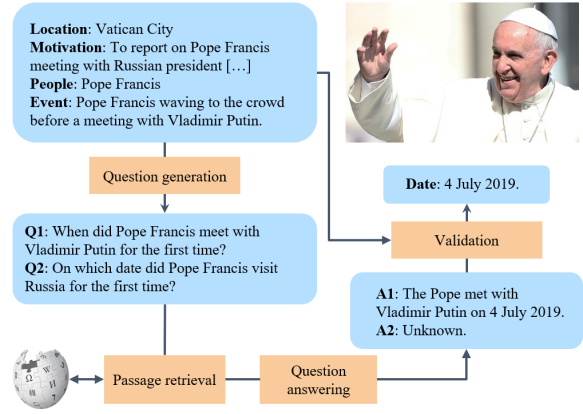 Location: Vatican City
Motivation: To report on Pope Francis
meeting with Russian president [...]
People: Pope Francis
Event: Pope Francis waving to the crowd
before a meeting with Vladimir Putin.
Question generation
Q1: When did Pope Francis meet with
Vladimir Putin for the first time?
Q2: On which date did Pope Francis visit
Russia for the first time?
Passage retrieval
Question
answering
A1: The Pope met with
Vladimir Putin on 4 July 2019.
A2: Unknown.
Validation
Date: 4 July 2019.